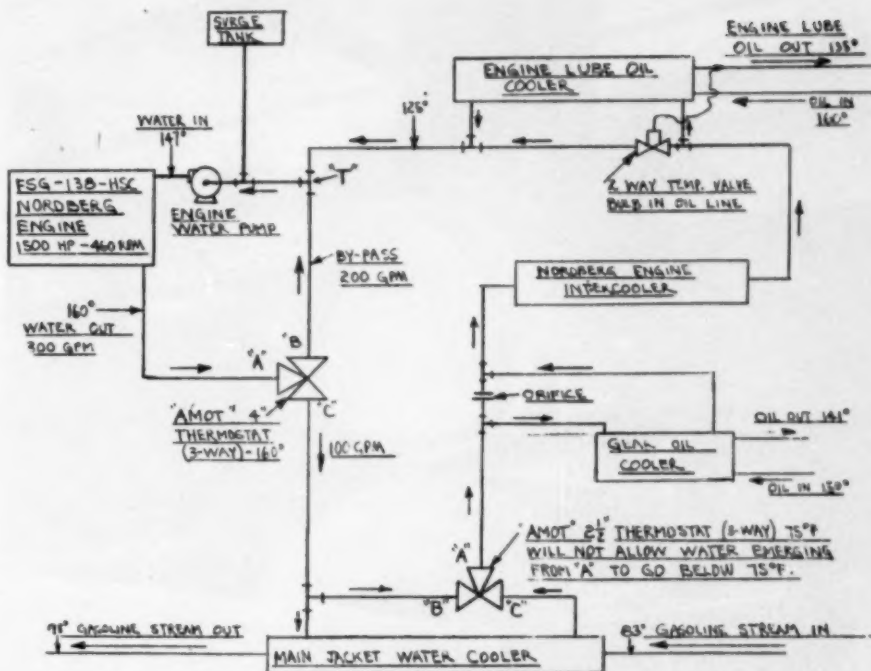 SURGE
TANK
ENGINE LUBE
OIL OUT 135°
ENGINE LUBE OIL
COOLER
OIL IN
160°
125°
WATER IN
147°
"T"
2 WAY TEMP. VALVE
BULB IN OIL LINE
FSG-138-HSC
NORDBERG
ENGINE
1500 HP - 460 RPM
ENGINE
WATER PUMP
BY-PASS
200 GPM
NORDBERG ENGINE
INTERCOOLER
160°
WATER OUT
300 GPM
"B"
"A"
"C"
"AMOT" 4"
THERMOSTAT
(3-WAY)-160°
100 GPM
ORIFICE
OIL OUT 141°
GEAR OIL
COOLER
OIL IN 150°
"AMOT" 2½" THERMOSTAT (3-WAY) 75°F
WILL NOT ALLOW WATER EMERGING
FROM "A" TO GO BELOW 75°F.
"A"
"B"
"C"
98° GASOLINE STREAM OUT
83° GASOLINE STREAM IN
MAIN JACKET WATER COOLER